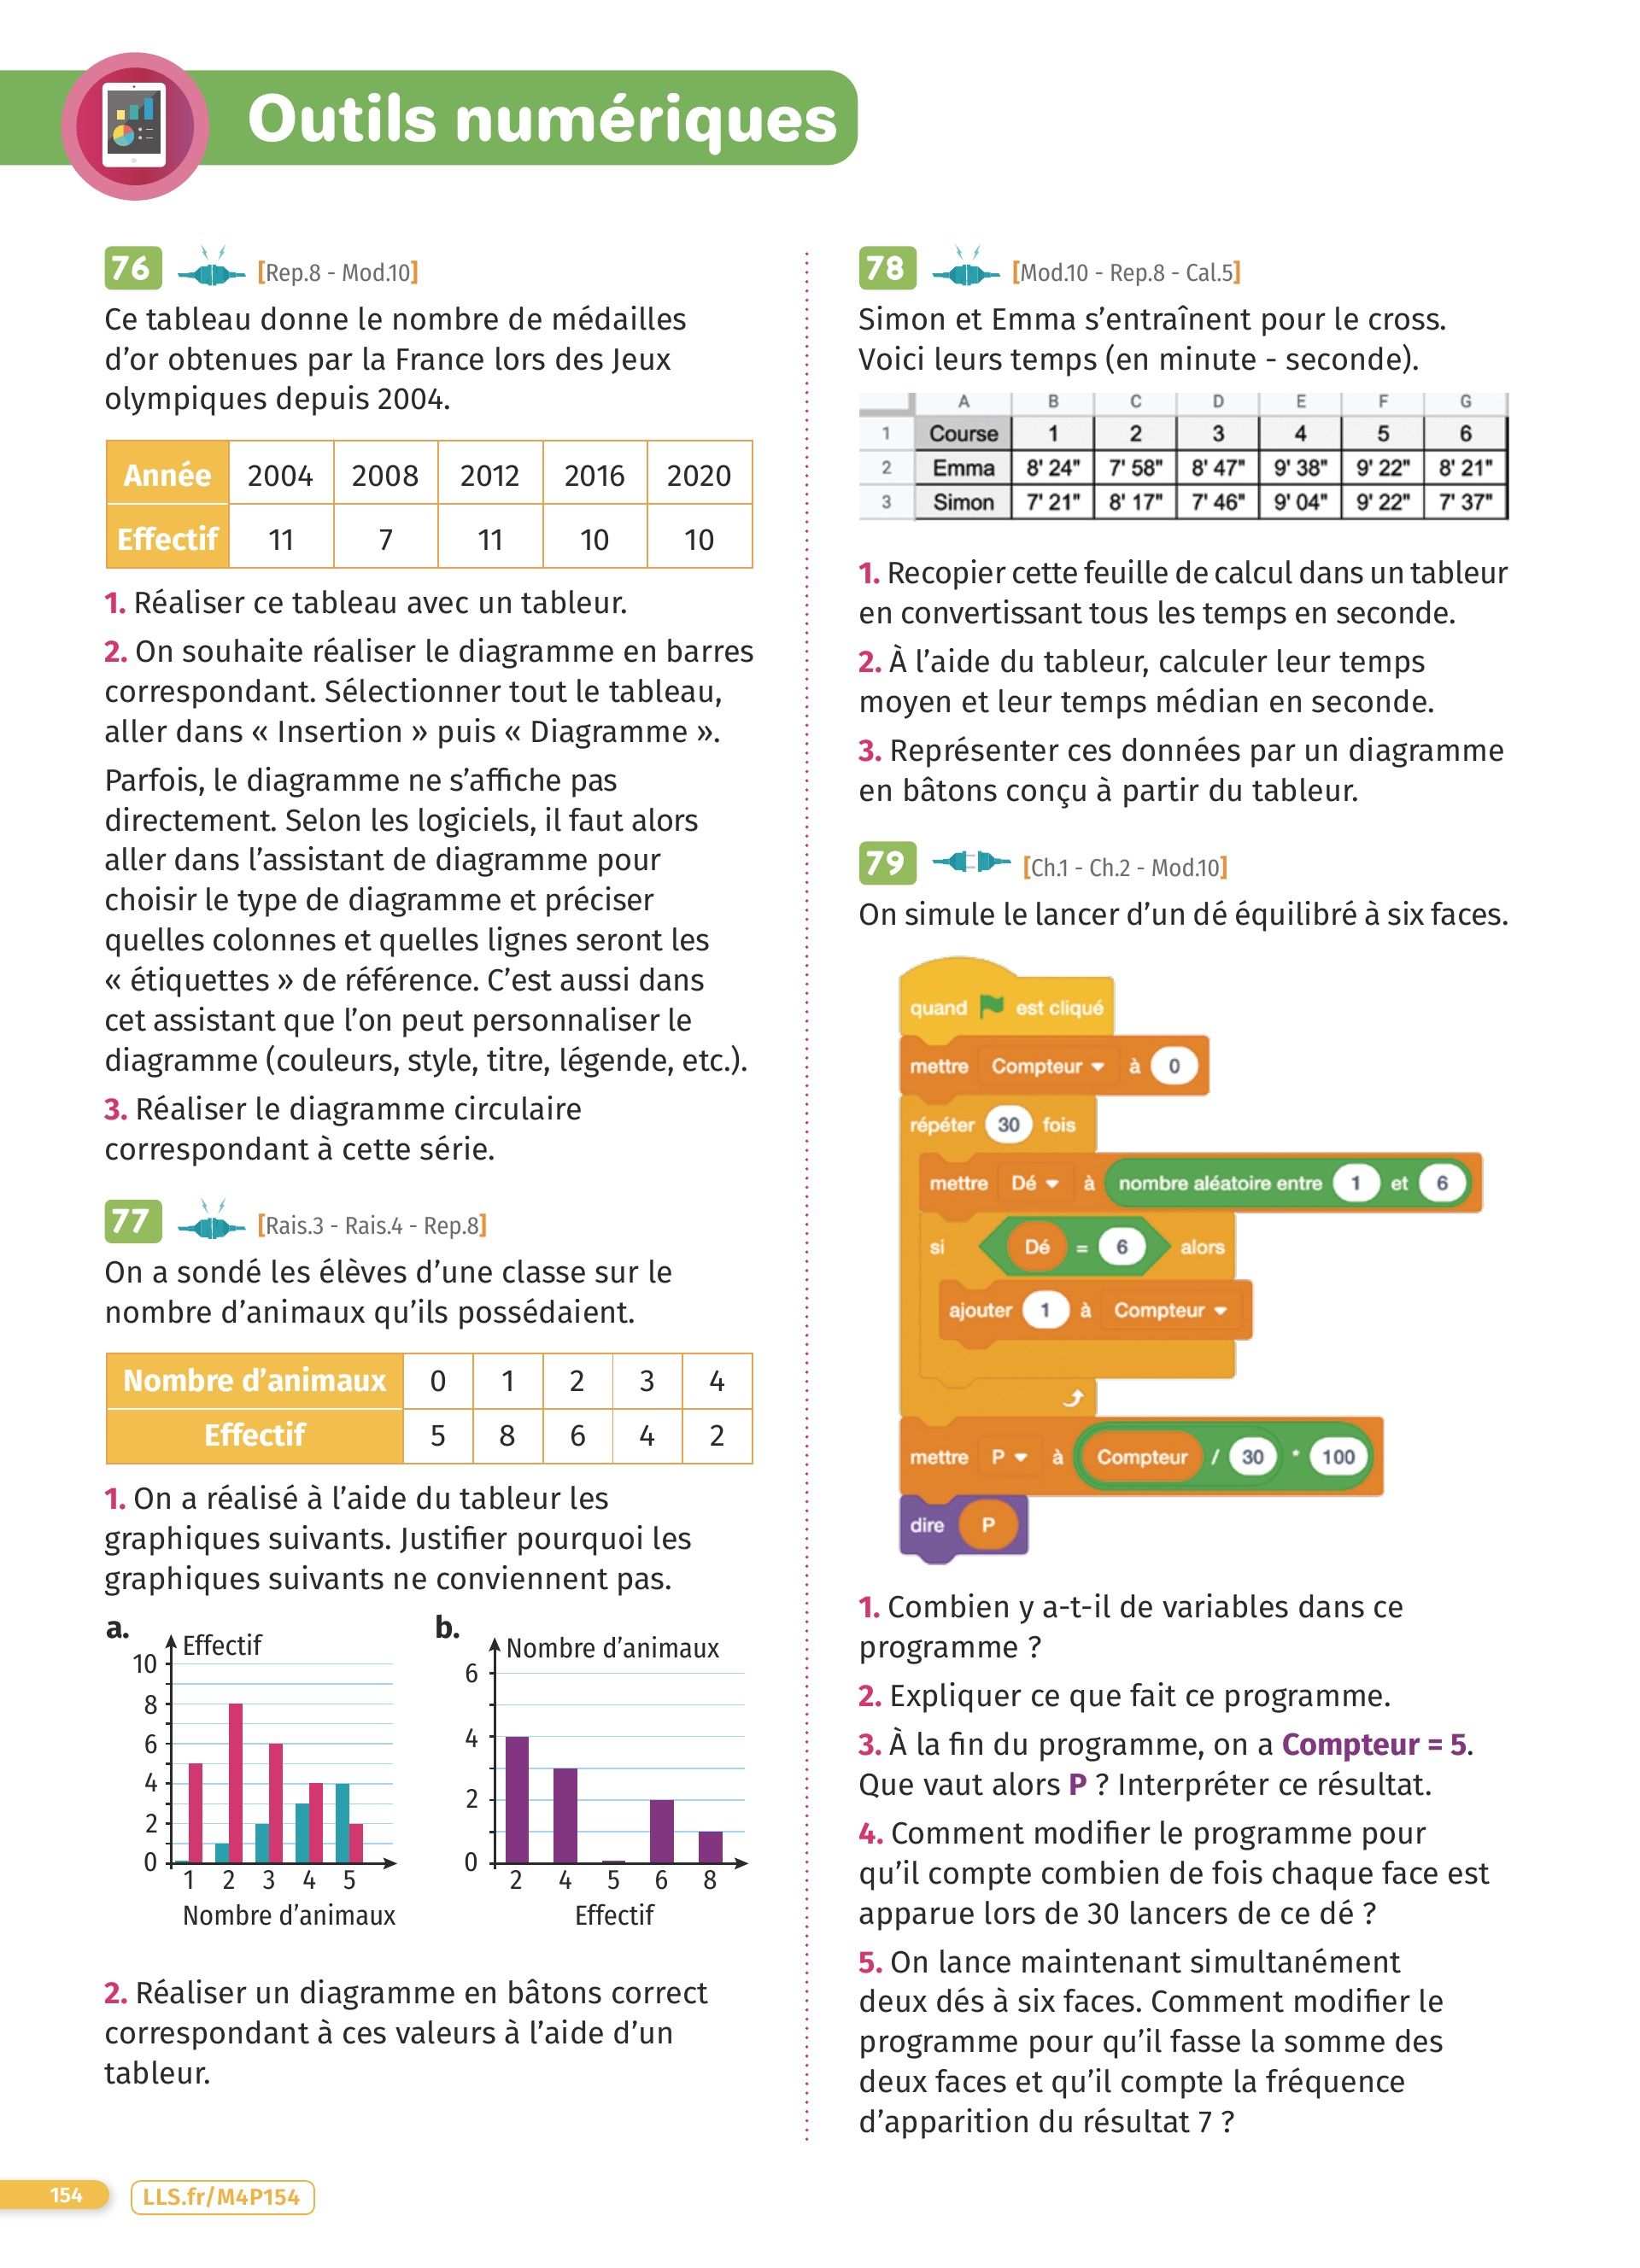 Outils numériques
76 [Rep.8 - Mod.10]
Ce tableau donne le nombre de médailles
d’or obtenues par la France lors des Jeux
olympiques depuis 2004.
Année 2004 2008 2012 2016 2020
Effectif 11 7 11 10 10
1. Réaliser ce tableau avec un tableur.
2. On souhaite réaliser le diagramme en barres
correspondant. Sélectionner tout le tableau,
aller dans « Insertion » puis « Diagramme ».
Parfois, le diagramme ne s’affiche pas
directement. Selon les logiciels, il faut alors
aller dans l’assistant de diagramme pour
choisir le type de diagramme et préciser
quelles colonnes et quelles lignes seront les
« étiquettes » de référence. C’est aussi dans
cet assistant que l’on peut personnaliser le
diagramme (couleurs, style, titre, légende, etc.).
3. Réaliser le diagramme circulaire
correspondant à cette série.
77 [Rais.3 - Rais.4 - Rep.8]
On a sondé les élèves d’une classe sur le
nombre d’animaux qu’ils possédaient.
Nombre d’animaux 0 1 2 3 4
Effectif 5 8 6 4 2
1. On a réalisé à l’aide du tableur les
graphiques suivants. Justifier pourquoi les
graphiques suivants ne conviennent pas.
a.
Effectif
10
8
6
4
2
0
1 2 3 4 5
Nombre d’animaux
b.
Nombre d’animaux
6
4
2
0
2 4 5 6 8
Effectif
2. Réaliser un diagramme en bâtons correct
correspondant à ces valeurs à l’aide d’un
tableur.
78 [Mod.10 - Rep.8 - Cal.5]
Simon et Emma s’entraînent pour le cross.
Voici leurs temps (en minute - seconde).
A B C D E F G
1 Course 1 2 3 4 5 6
2 Emma 8' 24" 7' 58" 8' 47" 9' 38" 9' 22" 8' 21"
3 Simon 7' 21" 8' 17" 7' 46" 9' 04" 9' 22" 7' 37"
1. Recopier cette feuille de calcul dans un tableur
en convertissant tous les temps en seconde.
2. À l’aide du tableur, calculer leur temps
moyen et leur temps médian en seconde.
3. Représenter ces données par un diagramme
en bâtons conçu à partir du tableur.
79 [Ch.1 - Ch.2 - Mod.10]
On simule le lancer d’un dé équilibré à six faces.
quand est cliqué
mettre Compteur à 0
répéter 30 fois
mettre Dé à nombre aléatoire entre 1 et 6
si Dé = 6 alors
ajouter 1 à Compteur
mettre P à Compteur / 30 * 100
dire P
1. Combien y a-t-il de variables dans ce
programme ?
2. Expliquer ce que fait ce programme.
3. À la fin du programme, on a Compteur = 5.
Que vaut alors P ? Interpréter ce résultat.
4. Comment modifier le programme pour
qu’il compte combien de fois chaque face est
apparue lors de 30 lancers de ce dé ?
5. On lance maintenant simultanément
deux dés à six faces. Comment modifier le
programme pour qu’il fasse la somme des
deux faces et qu’il compte la fréquence
d’apparition du résultat 7 ?
154 LLS.fr/M4P154